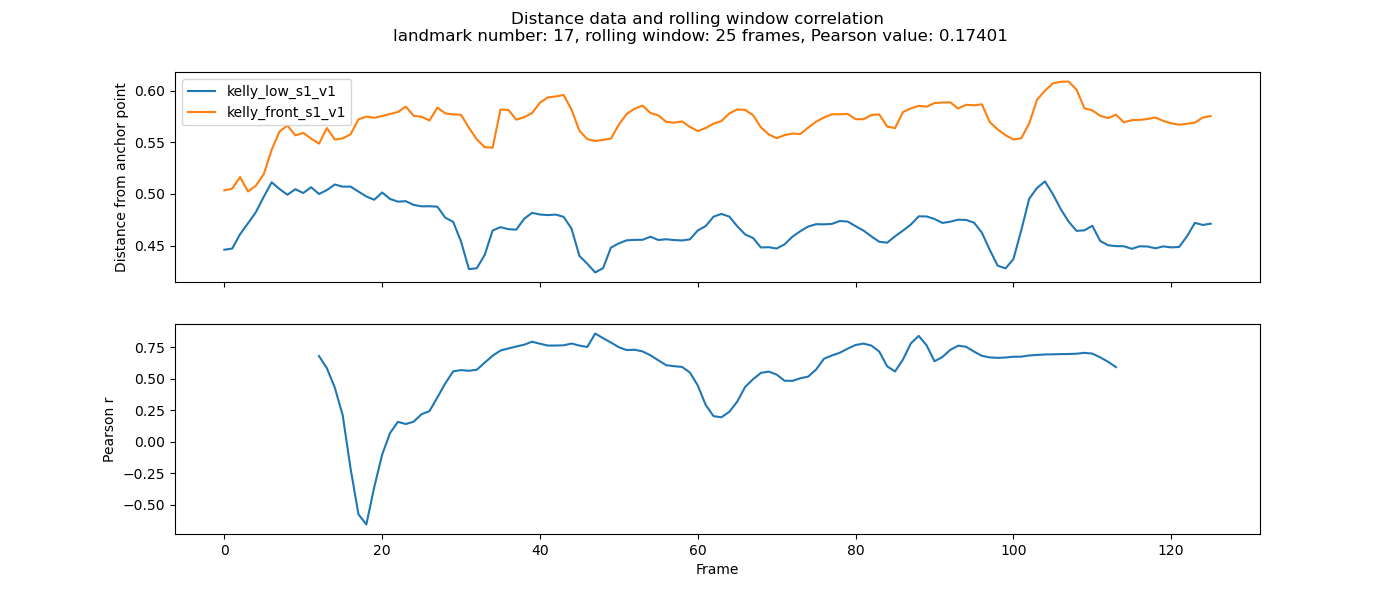 Distance data and rolling window correlation
landmark number: 17, rolling window: 25 frames, Pearson value: 0.17401
kelly_low_s1_v1
kelly_front_s1_v1
Distance from anchor point
0.60
0.55
0.50
0.45
Pearson r
0.75
0.50
0.25
0.00
−0.25
−0.50
0 20 40 60 80 100 120
Frame